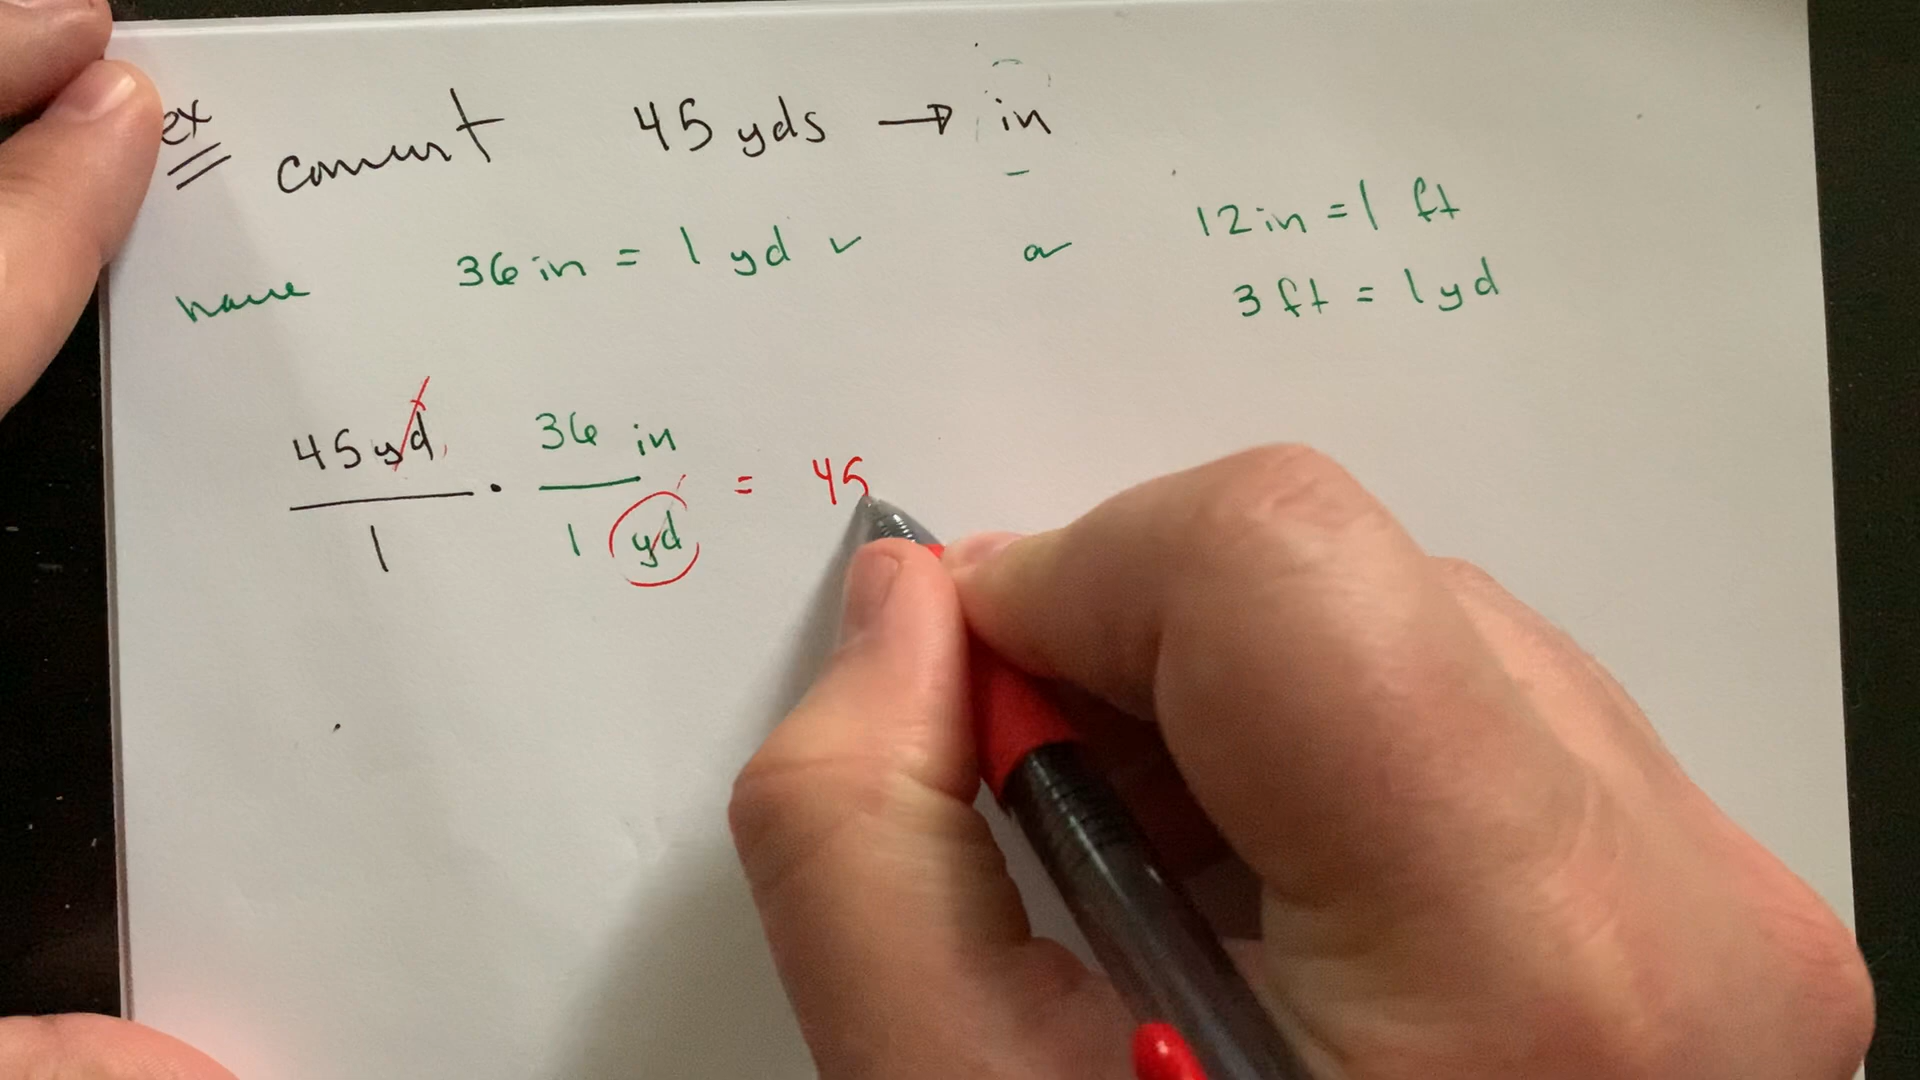 ex convert 45 yds → in
have 36 in = 1 yd ✓ or 12 in = 1 ft
3 ft = 1 yd
45 yd / 1 · 36 in / 1 yd = 45